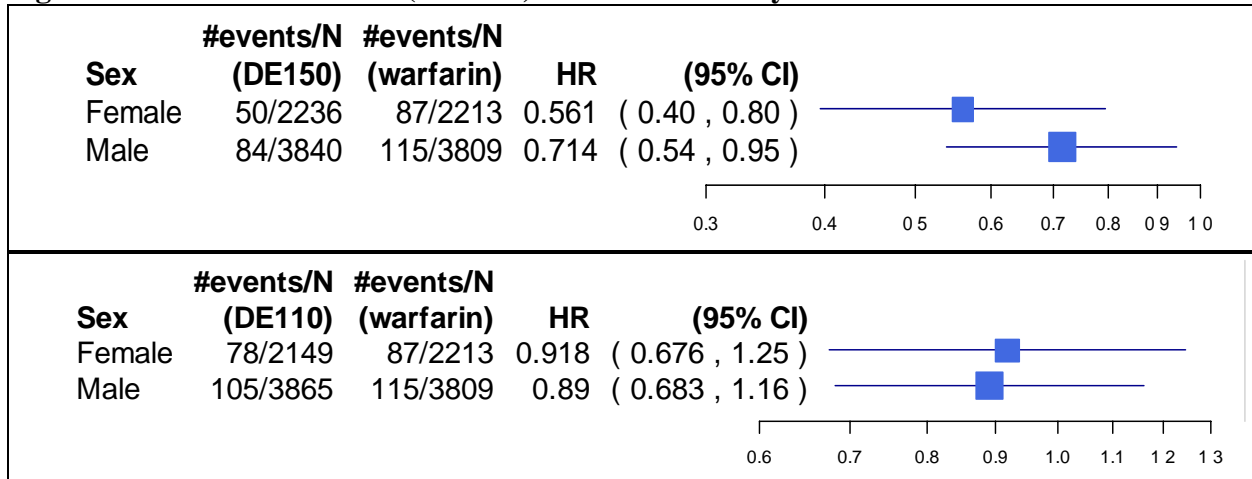 #events/N #events/N
Sex (DE150) (warfarin) HR (95% CI)
Female 50/2236 87/2213 0.561 ( 0.40 , 0.80 )
Male 84/3840 115/3809 0.714 ( 0.54 , 0.95 )
0.3 0.4 0 5 0.6 0.7 0.8 0 9 1 0
#events/N #events/N
Sex (DE110) (warfarin) HR (95% CI)
Female 78/2149 87/2213 0.918 ( 0.676 , 1.25 )
Male 105/3865 115/3809 0.89 ( 0.683 , 1.16 )
0.6 0.7 0.8 0.9 1.0 1.1 1 2 1 3